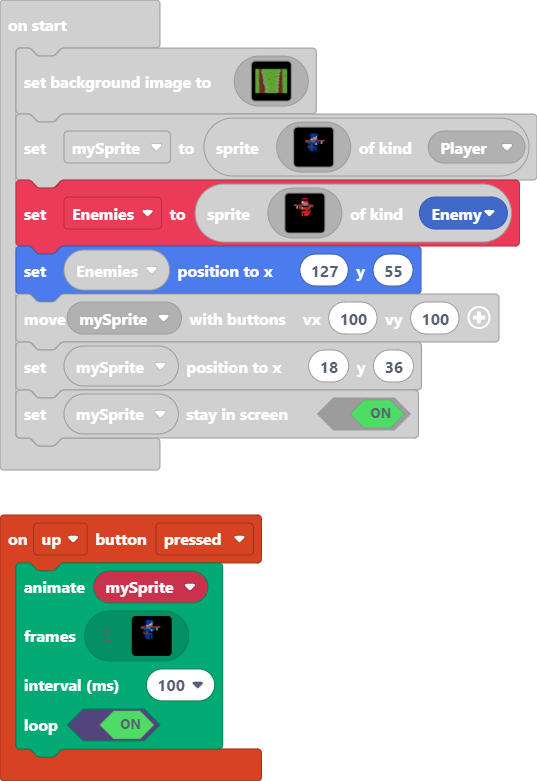 on start
set background image to
set mySprite to sprite of kind Player
set Enemies to sprite of kind Enemy
set Enemies position to x 127 y 55
move mySprite with buttons vx 100 vy 100
set mySprite position to x 18 y 36
set mySprite stay in screen ON
on up button pressed
animate mySprite
frames
interval (ms) 100
loop ON